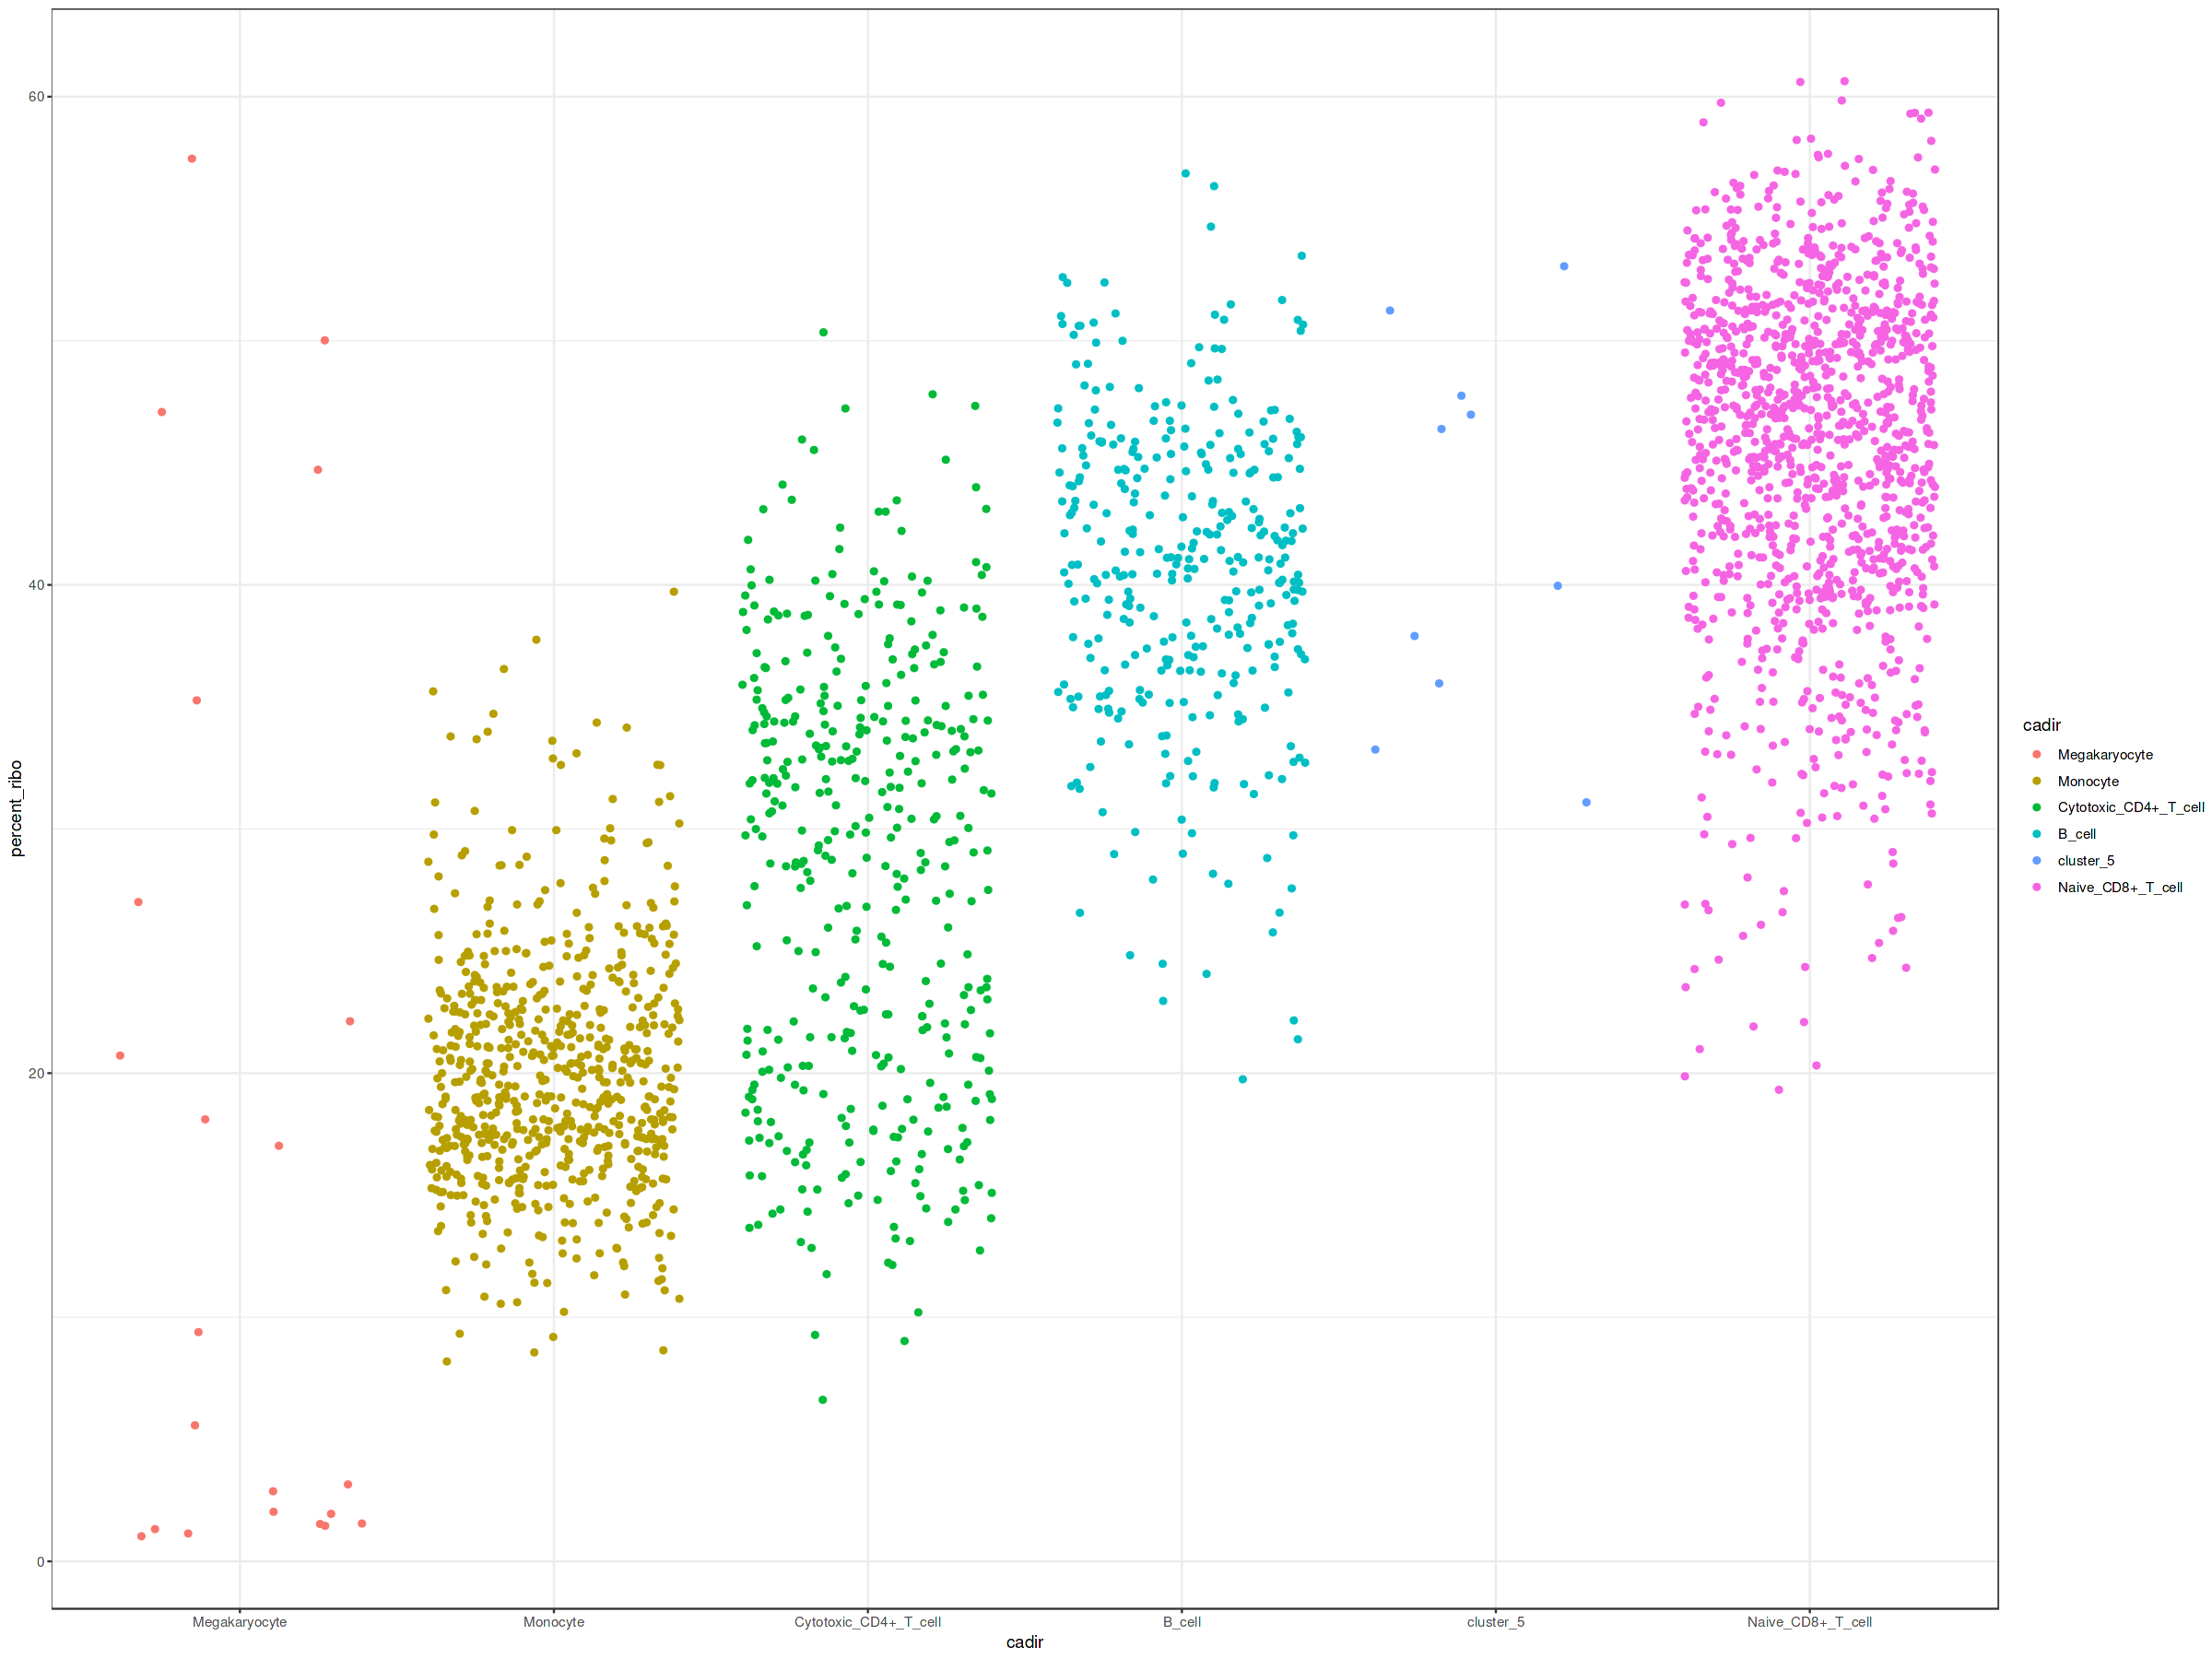 60
40
20
0
percent_ribo
Megakaryocyte
Monocyte
Cytotoxic_CD4+_T_cell
B_cell
cluster_5
Naive_CD8+_T_cell
cadir
cadir
Megakaryocyte
Monocyte
Cytotoxic_CD4+_T_cell
B_cell
cluster_5
Naive_CD8+_T_cell